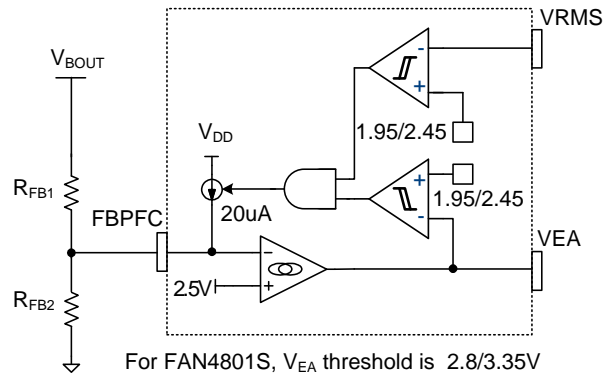 VRMS
VBOUT
-
+
1.95/2.45
VDD
RFB1
FBPFC
20uA
+
1.95/2.45
-
VEA
−
2.5V
+
RFB2
For FAN4801S, VEA threshold is 2.8/3.35V